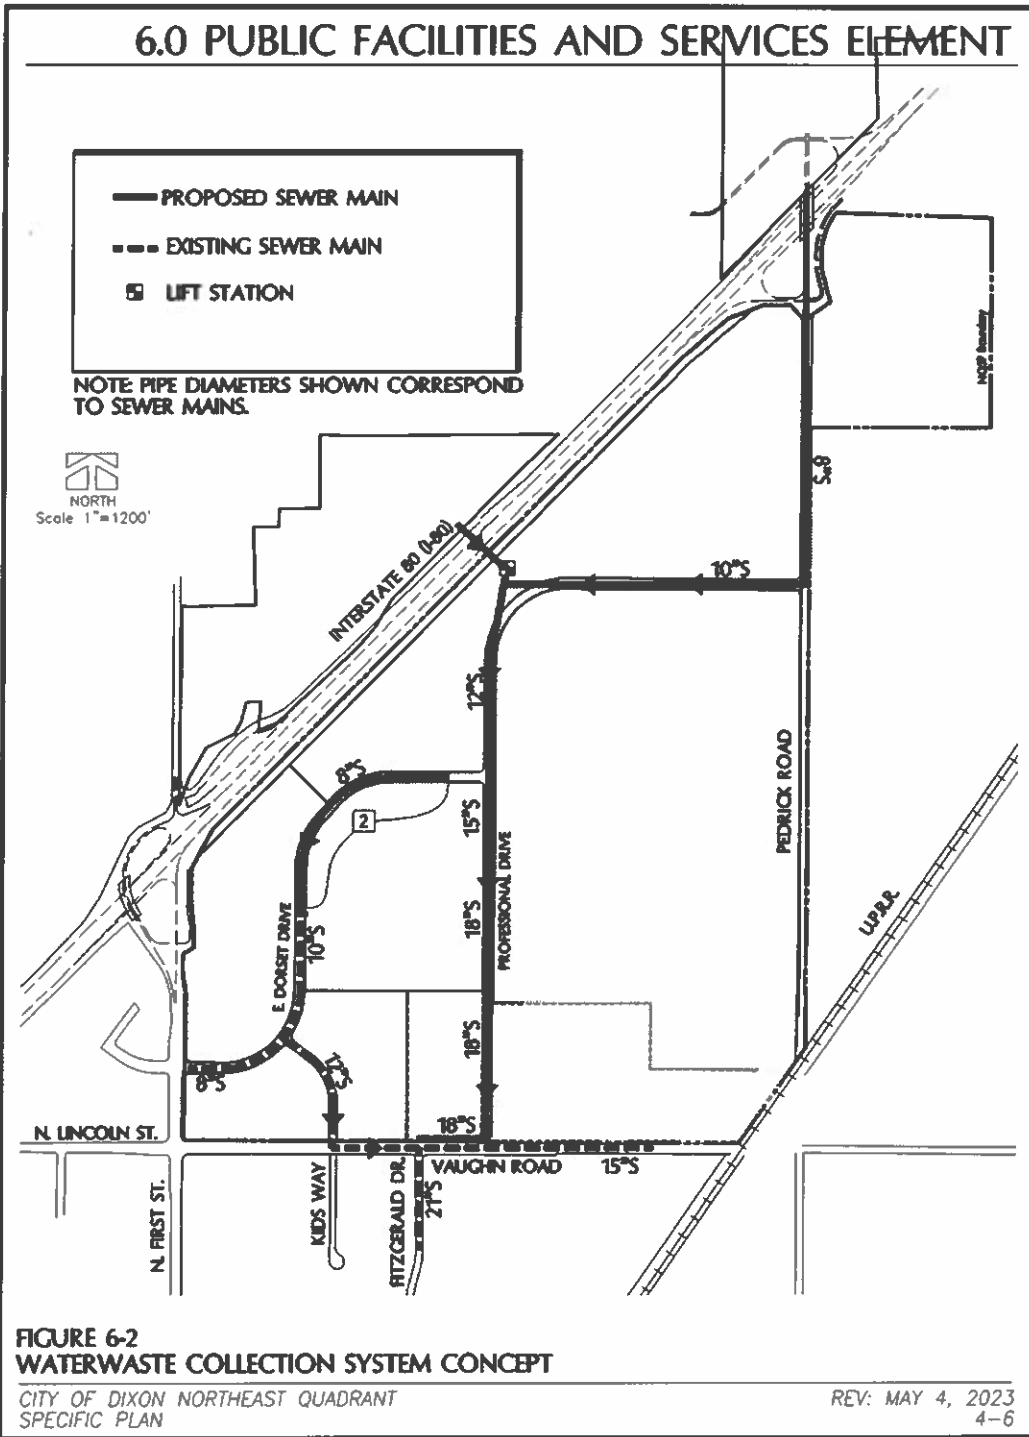 6.0 PUBLIC FACILITIES AND SERVICES ELEMENT
PROPOSED SEWER MAIN
EXISTING SEWER MAIN
LIFT STATION
NOTE: PIPE DIAMETERS SHOWN CORRESPOND
TO SEWER MAINS.
NORTH
Scale 1"=1200'
NQSP Boundary
8"S
INTERSTATE 80 (I-80)
10"S
12"S
8"S
2
15"S
PEDRICK ROAD
PROFESSIONAL DRIVE
18"S
U.P.R.R.
E. DORSET DRIVE
10"S
18"S
12"S
8"S
18"S
N. LINCOLN ST.
VAUGHN ROAD
15"S
KIDS WAY
FITZGERALD DR.
21"S
N. FIRST ST.
FIGURE 6-2
WATERWASTE COLLECTION SYSTEM CONCEPT
CITY OF DIXON NORTHEAST QUADRANT
SPECIFIC PLAN
REV: MAY 4, 2023
4-6